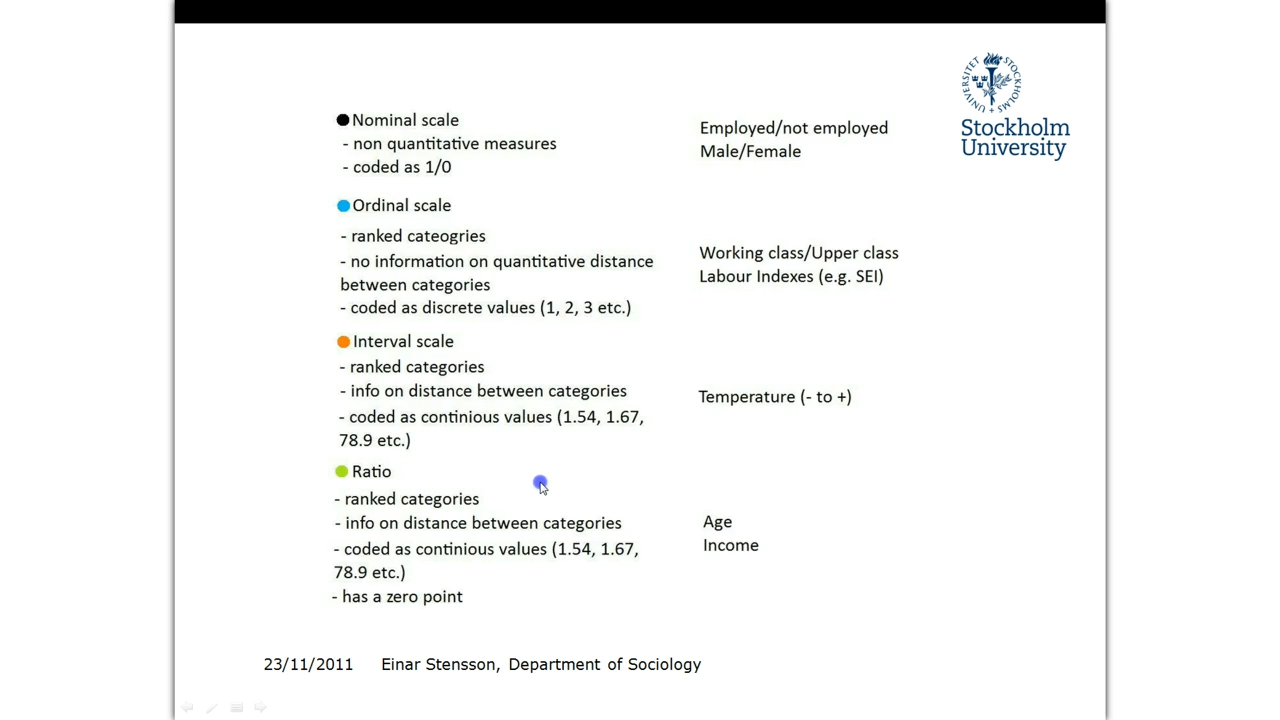 Nominal scale
- non quantitative measures
- coded as 1/0
Employed/not employed
Male/Female
UNIVERSITET STOCKHOLMS
Stockholm
University
Ordinal scale
- ranked cateogries
- no information on quantitative distance
between categories
- coded as discrete values (1, 2, 3 etc.)
Working class/Upper class
Labour Indexes (e.g. SEI)
Interval scale
- ranked categories
- info on distance between categories
- coded as continious values (1.54, 1.67,
78.9 etc.)
Temperature (- to +)
Ratio
- ranked categories
- info on distance between categories
- coded as continious values (1.54, 1.67,
78.9 etc.)
- has a zero point
Age
Income
23/11/2011 Einar Stensson, Department of Sociology